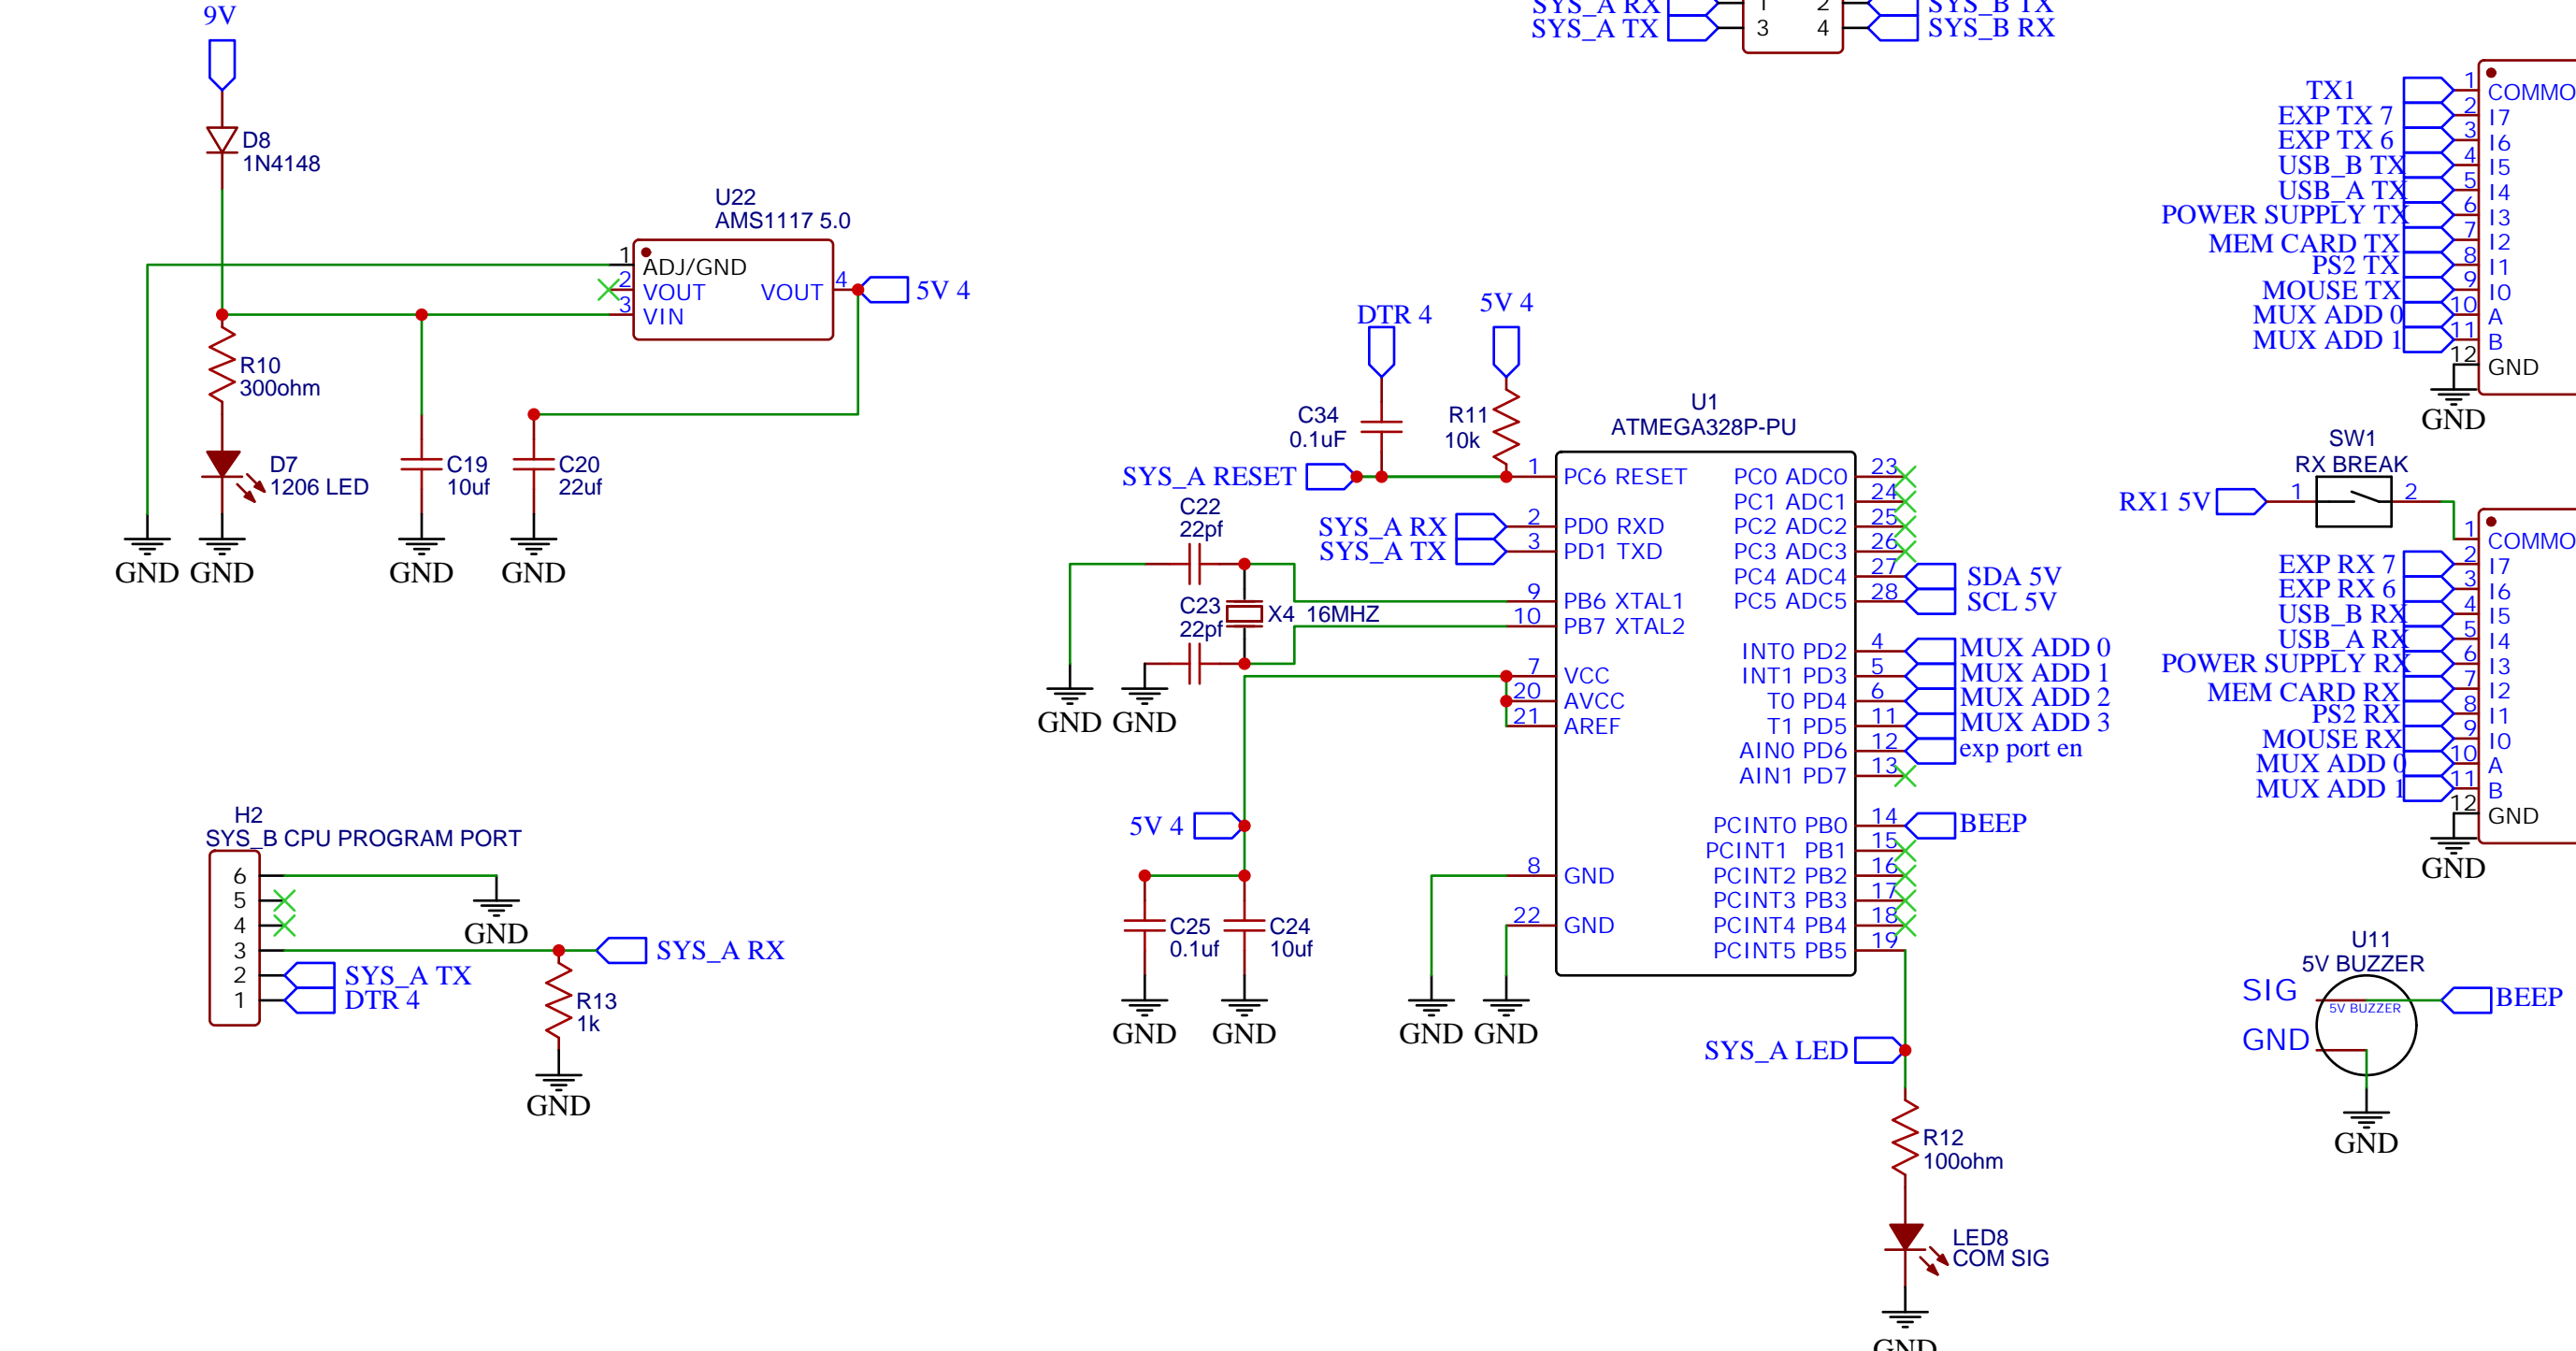 9V
D8
1N4148
U22
AMS1117 5.0
1
ADJ/GND
2
VOUT
VOUT
4
5V 4
3
VIN
R10
300ohm
D7
1206 LED
C19
10uf
C20
22uf
GND
GND
GND
GND
H2
SYS_B CPU PROGRAM PORT
6
5
4
GND
3
SYS_A RX
2
SYS_A TX
1
DTR 4
R13
1k
GND
SYS_A RX
1
2
SYS_B TX
SYS_A TX
3
4
SYS_B RX
DTR 4
5V 4
C34
0.1uF
R11
10k
U1
ATMEGA328P-PU
SYS_A RESET
1
PC6 RESET
SYS_A RX
2
PD0 RXD
SYS_A TX
3
PD1 TXD
C22
22pf
C23
22pf
X4
16MHZ
9
PB6 XTAL1
10
PB7 XTAL2
7
VCC
20
AVCC
21
AREF
GND
GND
5V 4
8
GND
22
GND
C25
0.1uf
C24
10uf
GND
GND
GND
GND
PC0 ADC0
23
PC1 ADC1
24
PC2 ADC2
25
PC3 ADC3
26
PC4 ADC4
27
SDA 5V
PC5 ADC5
28
SCL 5V
INT0 PD2
4
MUX ADD 0
INT1 PD3
5
MUX ADD 1
T0 PD4
6
MUX ADD 2
T1 PD5
11
MUX ADD 3
AIN0 PD6
12
exp port en
AIN1 PD7
13
PCINT0 PB0
14
BEEP
PCINT1 PB1
15
PCINT2 PB2
16
PCINT3 PB3
17
PCINT4 PB4
18
PCINT5 PB5
19
SYS_A LED
R12
100ohm
LED8
COM SIG
GND
TX1
1
COMMO
EXP TX 7
2
I7
EXP TX 6
3
I6
USB_B TX
4
I5
USB_A TX
5
I4
POWER SUPPLY TX
6
I3
MEM CARD TX
7
I2
PS2 TX
8
I1
MOUSE TX
9
I0
MUX ADD 0
10
A
MUX ADD 1
11
B
12
GND
GND
SW1
RX BREAK
RX1 5V
1
2
1
COMMO
EXP RX 7
2
I7
EXP RX 6
3
I6
USB_B RX
4
I5
USB_A RX
5
I4
POWER SUPPLY RX
6
I3
MEM CARD RX
7
I2
PS2 RX
8
I1
MOUSE RX
9
I0
MUX ADD 0
10
A
MUX ADD 1
11
B
12
GND
GND
U11
5V BUZZER
SIG
5V BUZZER
BEEP
GND
GND